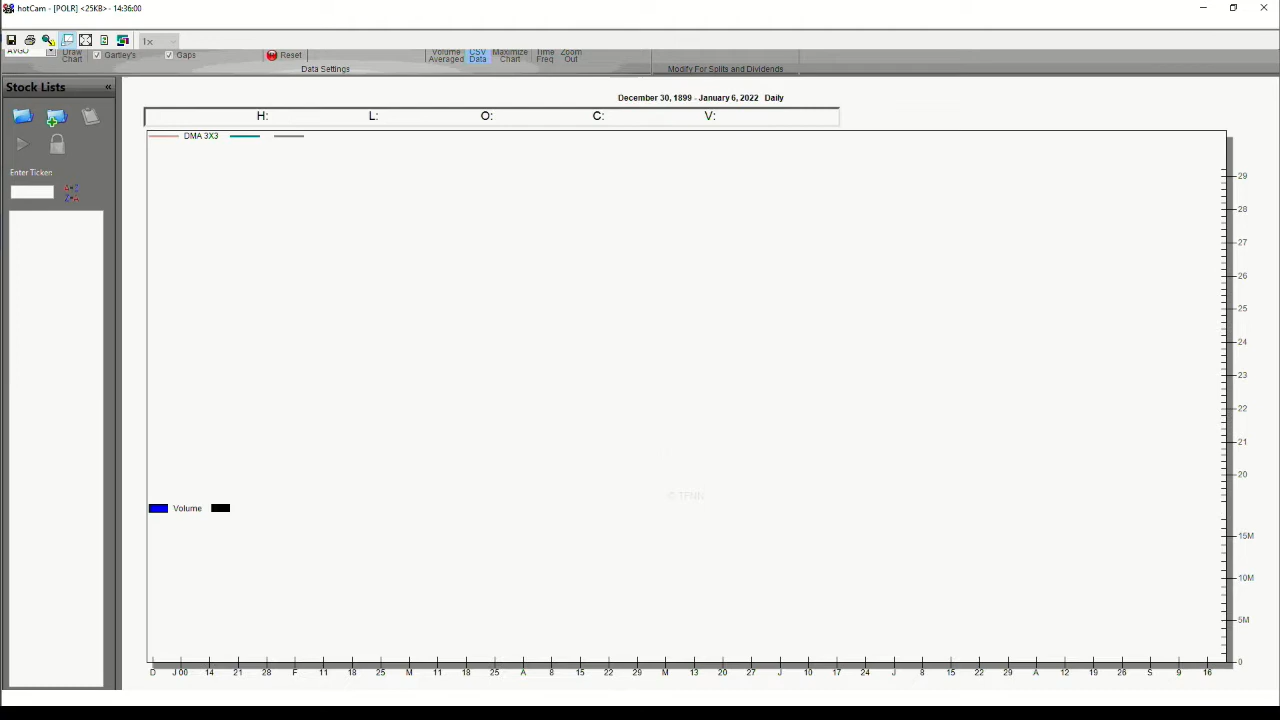 hotCam - [POLR] <25KB> - 14:36:00
1x
AVGO
Draw Chart
Gartley's
Gaps
Reset
Volume Averaged
CSV Data
Maximize Chart
Time Freq
Zoom Out
Data Settings
Modify For Splits and Dividends
Stock Lists «
Enter Ticker:
December 30, 1899 - January 6, 2022 Daily
H: L: O: C: V:
DMA 3X3
29
28
27
26
25
24
23
22
21
20
© TFNN
Volume
15M
10M
5M
0
D J 00 14 21 28 F 11 18 25 M 11 18 25 A 8 15 22 29 M 13 20 27 J 10 17 24 J 8 15 22 29 A 12 19 26 S 9 16